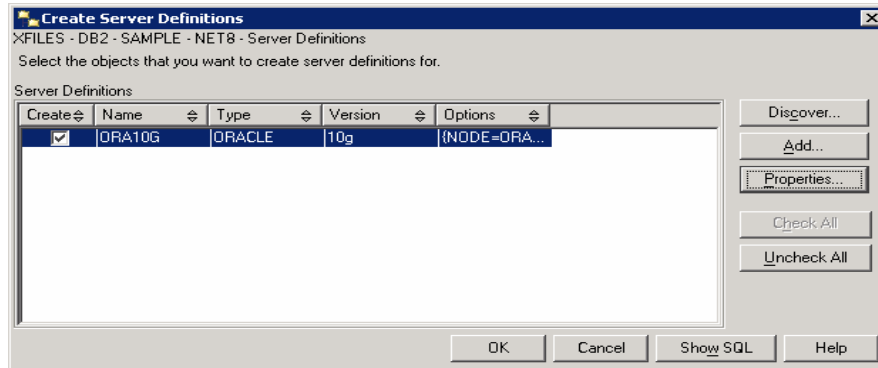 Create Server Definitions
XFILES - DB2 - SAMPLE - NET8 - Server Definitions
Select the objects that you want to create server definitions for.
Server Definitions
Create Name Type Version Options
ORA10G ORACLE 10g {NODE=ORA...
Discover...
Add...
Properties...
Check All
Uncheck All
OK Cancel Show SQL Help